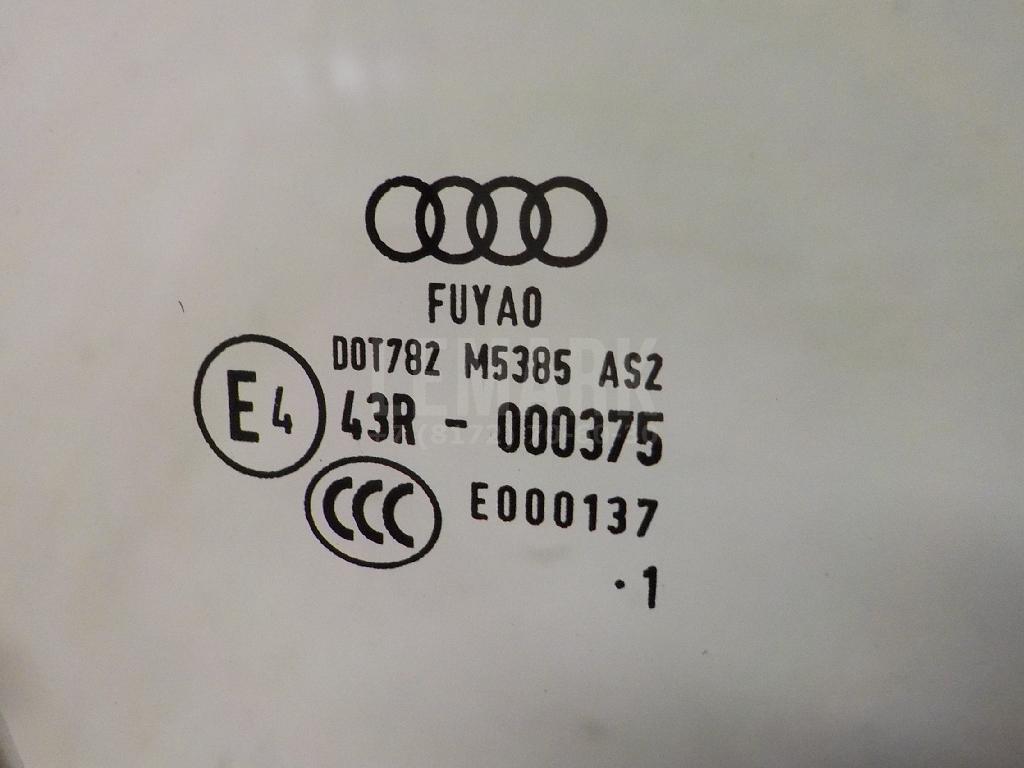 FUYAO
DOT782 M5385 AS2
E4 43R - 000375
CCC E000137
·1